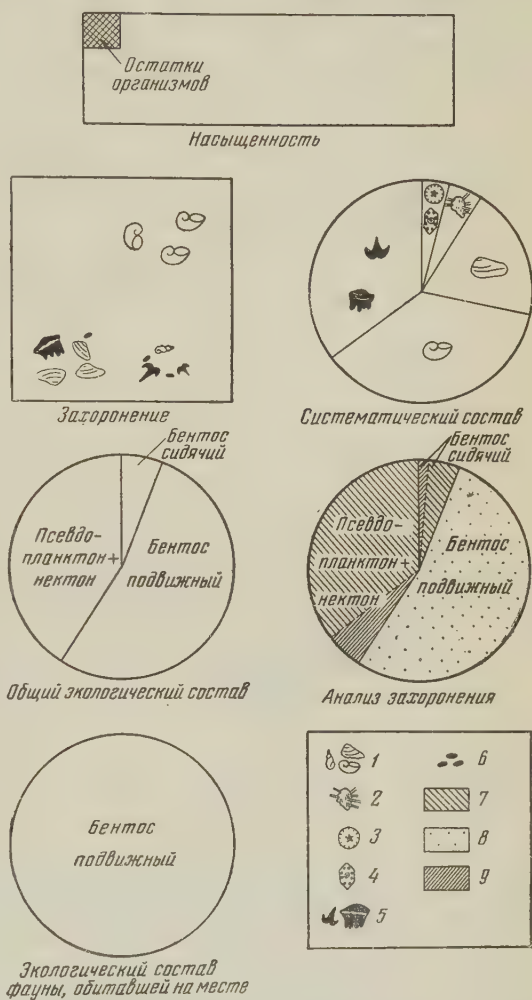 Остатки
организмов
Насыщенность
Захоронение
Систематический состав
Бентос
сидячий
Псевдо-
планктон+
нектон
Бентос
подвижный
Общий экологический состав
Бентос
сидячий
Псевдо-
планктон+
нектон
Бентос
подвижный
Анализ захоронения
Бентос
подвижный
Экологический состав
фауны, обитавшей на месте
1
2
3
4
5
6
7
8
9